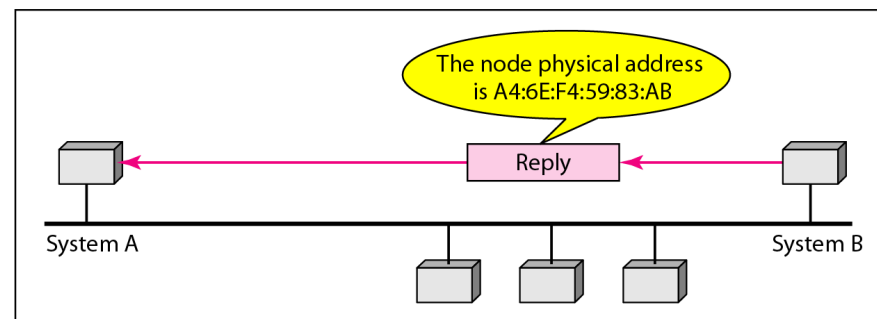 The node physical address
is A4:6E:F4:59:83:AB
Reply
System A
System B